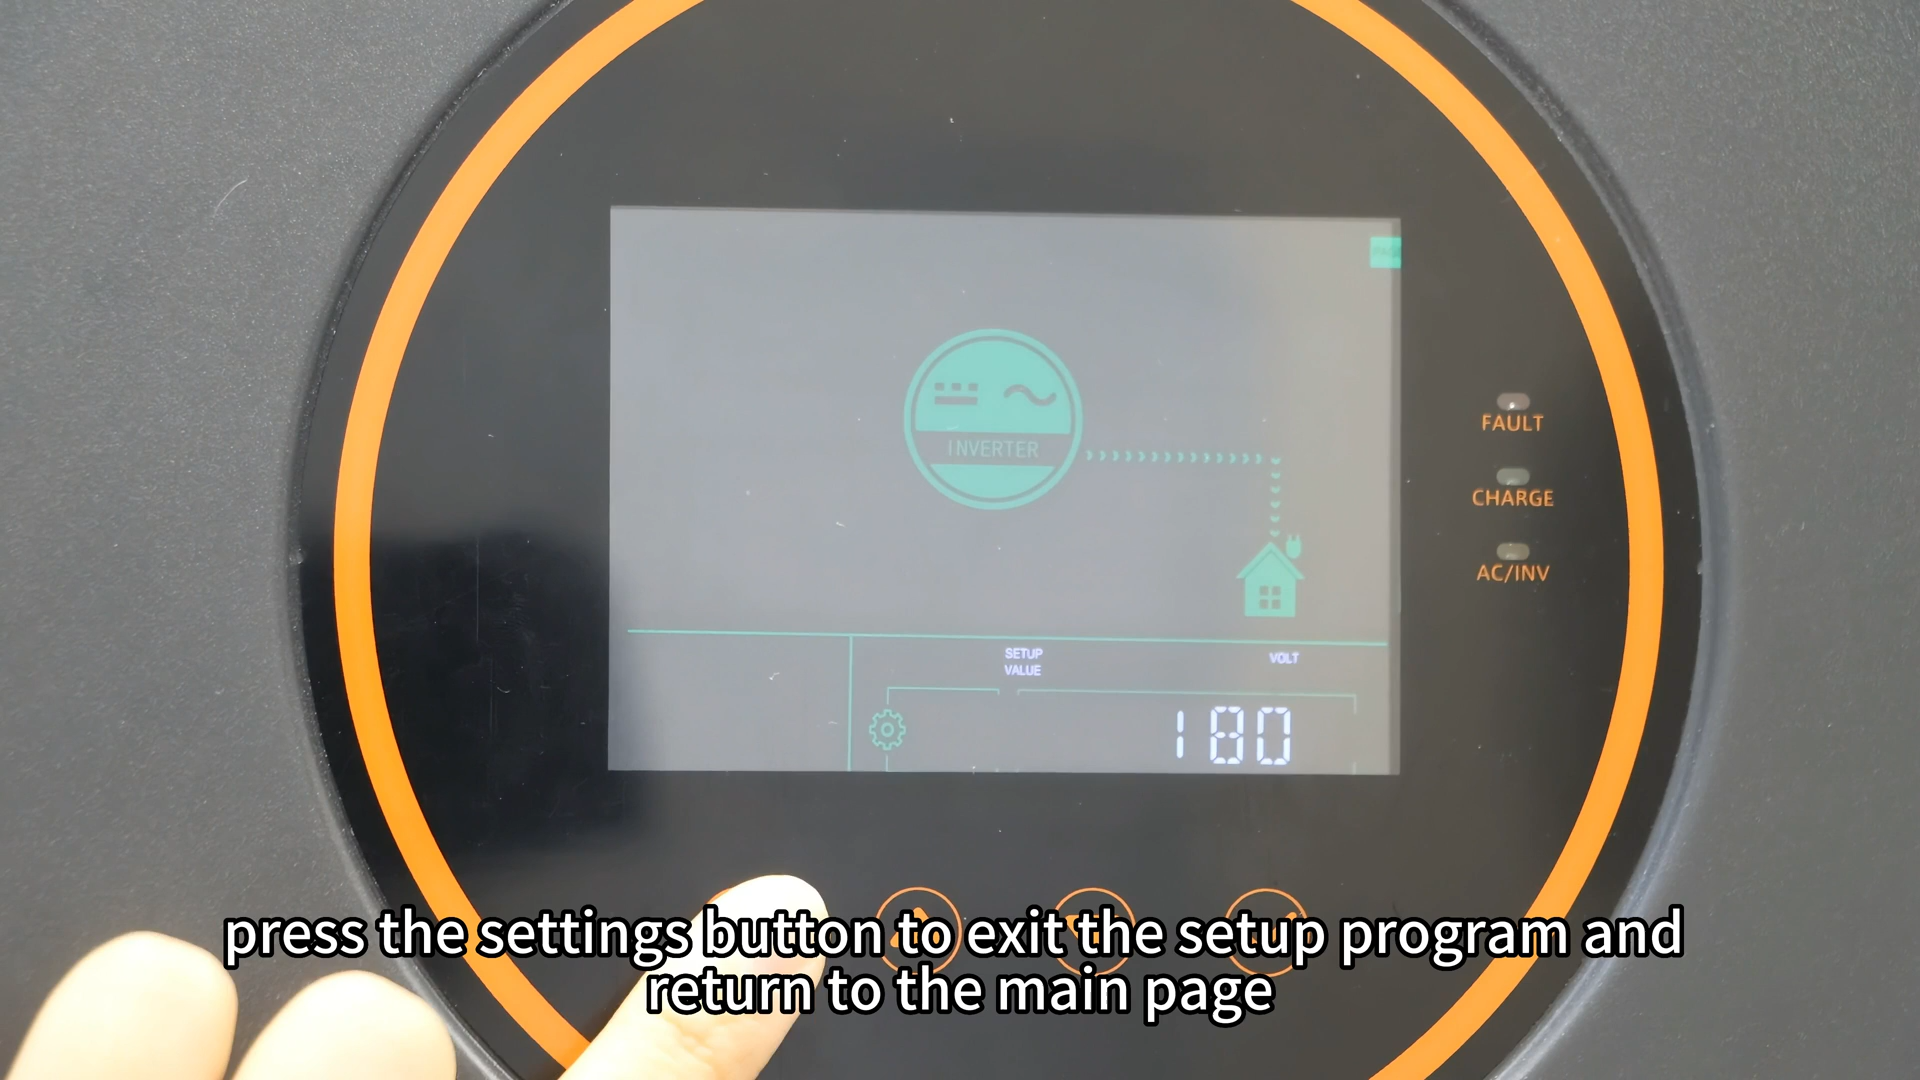 INVERTER
FAULT
CHARGE
AC/INV
SETUP
VALUE
VOLT
180
press the settings button to exit the setup program and
return to the main page